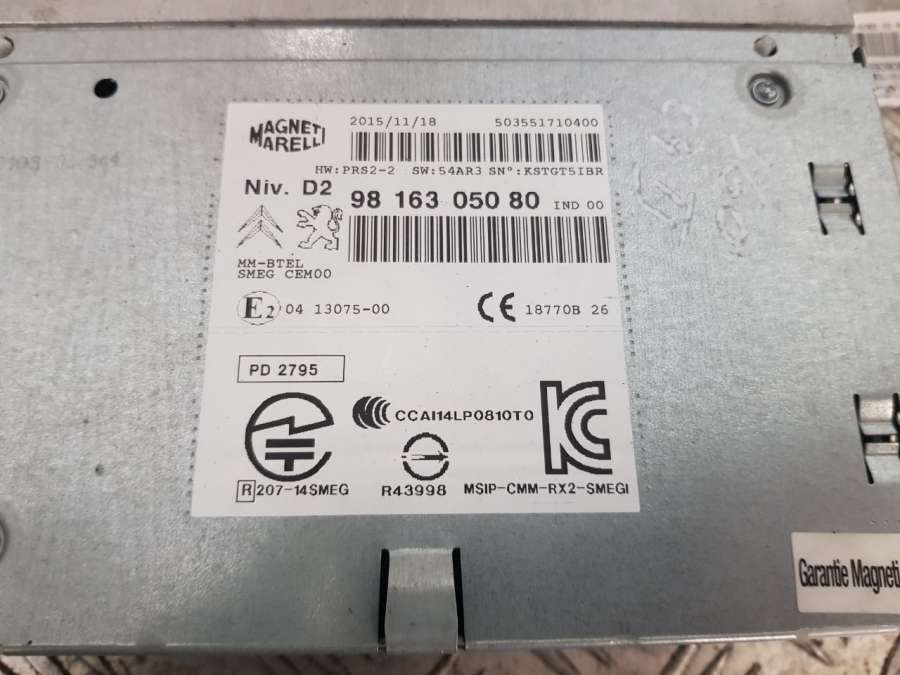 MAGNETI
MARELLI
2015/11/18 503551710400
HW:PRS2-2 SW:54AR3 SN°:KSTGT5IBR
Niv. D2
98 163 050 80 IND 00
MM-BTEL
SMEG CEM00
E2 04 13075-00
CE 18770B 26
PD 2795
CCAI14LP0810T0
R 207-14SMEG
R43998
MSIP-CMM-RX2-SMEGI
Garantie Magneti